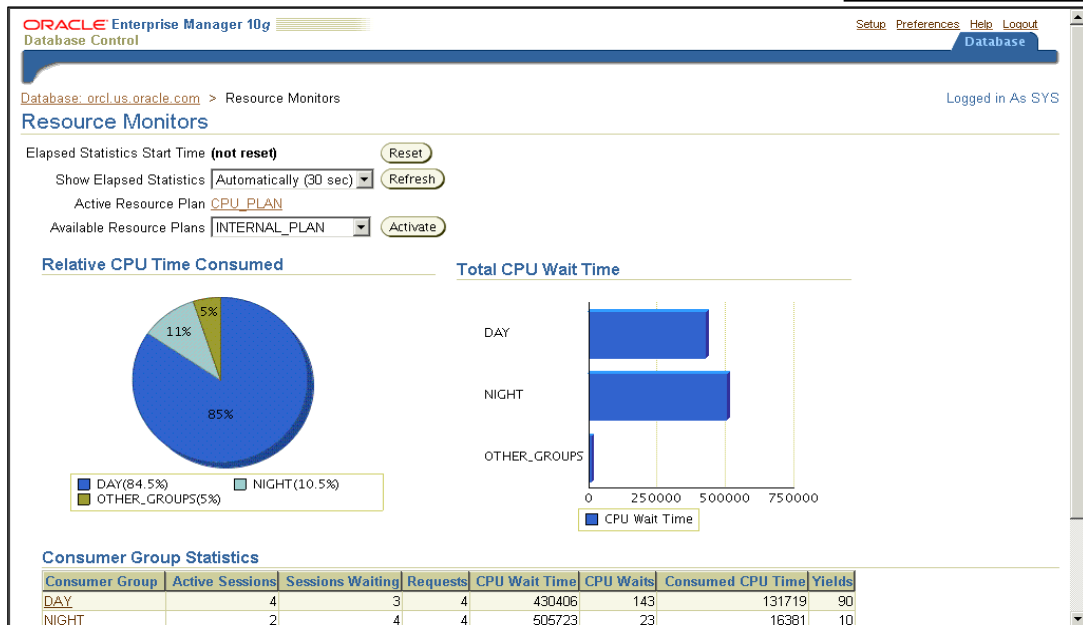 ORACLE Enterprise Manager 10g
Database Control
Setup Preferences Help Logout
Database
Database: orcl.us.oracle.com > Resource Monitors
Logged in As SYS
Resource Monitors
Elapsed Statistics Start Time (not reset) Reset
Show Elapsed Statistics Automatically (30 sec) Refresh
Active Resource Plan CPU_PLAN
Available Resource Plans INTERNAL_PLAN Activate
Relative CPU Time Consumed
5%
11%
85%
DAY(84.5%) NIGHT(10.5%)
OTHER_GROUPS(5%)
Total CPU Wait Time
DAY
NIGHT
OTHER_GROUPS
0 250000 500000 750000
CPU Wait Time
Consumer Group Statistics
Consumer Group Active Sessions Sessions Waiting Requests CPU Wait Time CPU Waits Consumed CPU Time Yields
DAY 4 3 4 430406 143 131719 90
NIGHT 2 4 4 505723 23 16381 10